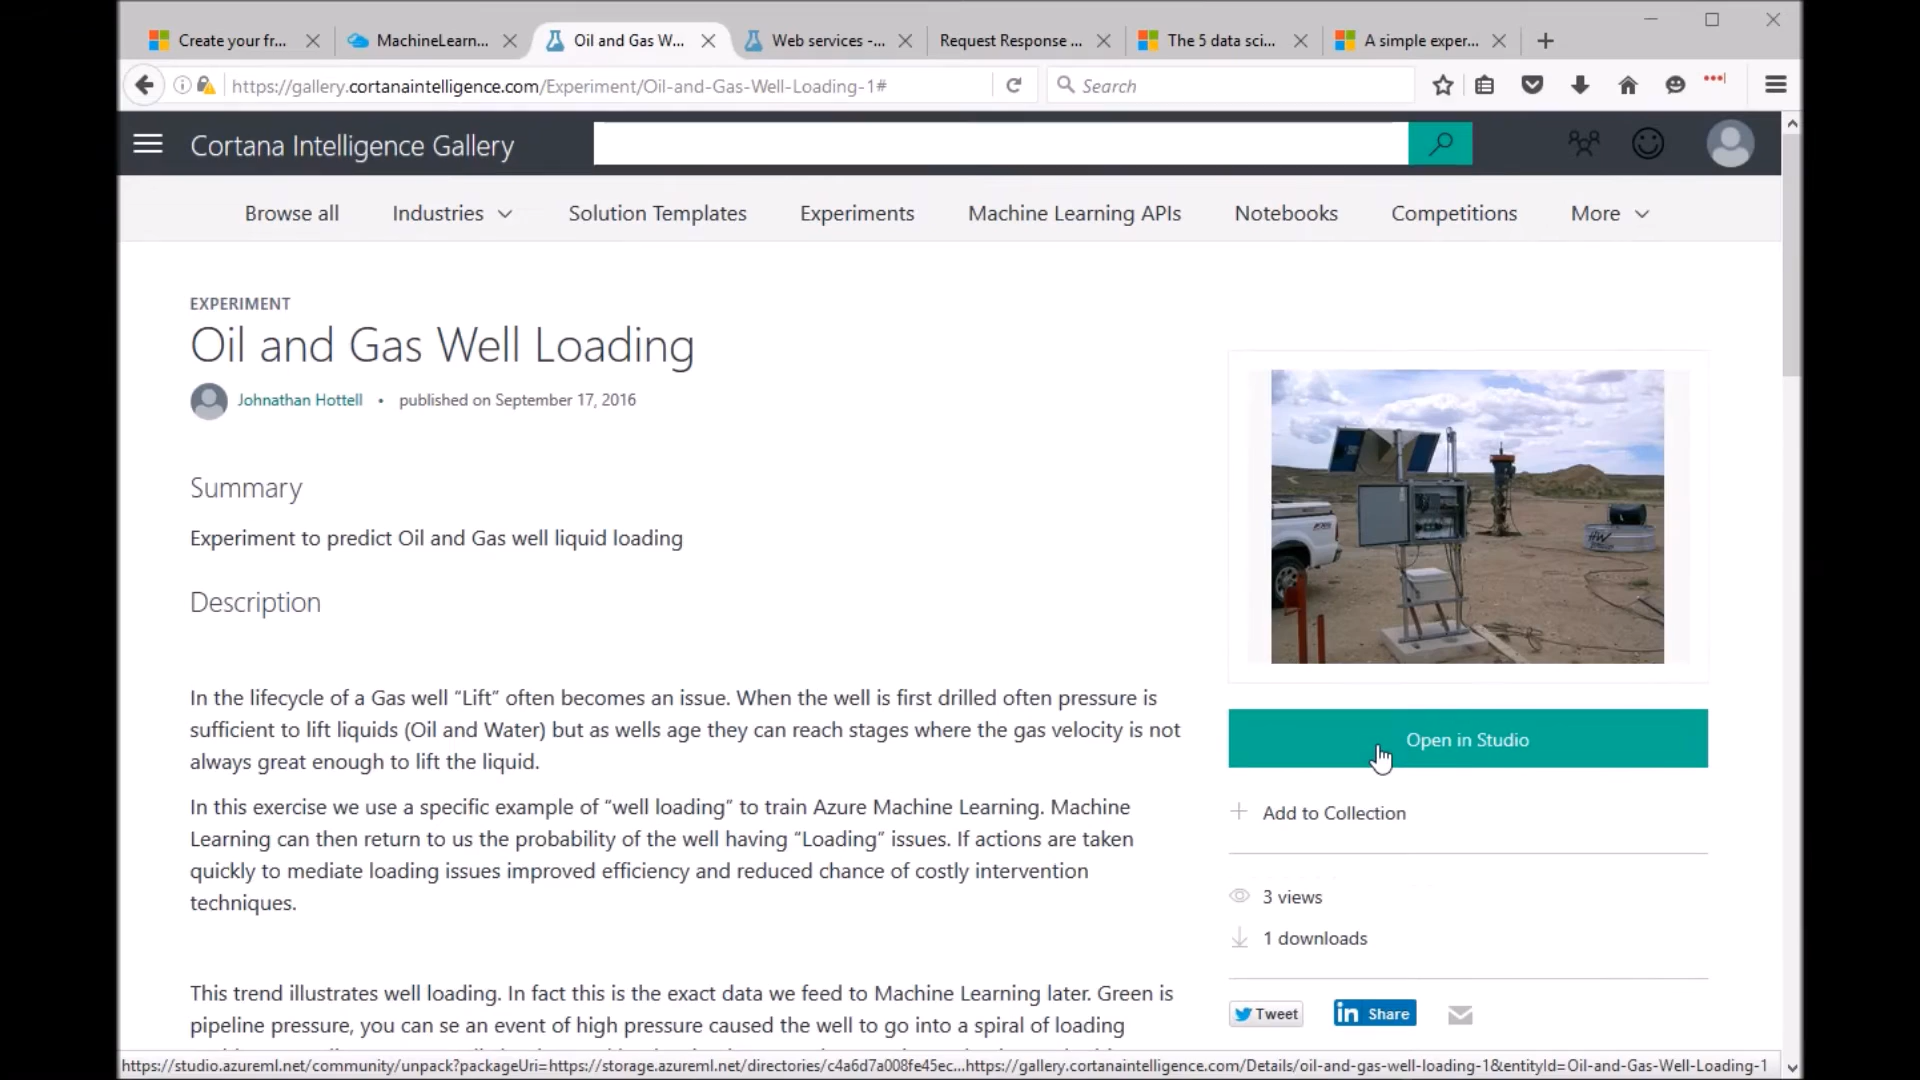 Create your fr...
MachineLearn...
Oil and Gas W...
Web services -...
Request Response ...
The 5 data sci...
A simple exper...
https://gallery.cortanaintelligence.com/Experiment/Oil-and-Gas-Well-Loading-1#
Search
Cortana Intelligence Gallery
Browse all
Industries
Solution Templates
Experiments
Machine Learning APIs
Notebooks
Competitions
More
EXPERIMENT
Oil and Gas Well Loading
Johnathan Hottell • published on September 17, 2016
Summary
Experiment to predict Oil and Gas well liquid loading
Description
In the lifecycle of a Gas well “Lift” often becomes an issue. When the well is first drilled often pressure is
sufficient to lift liquids (Oil and Water) but as wells age they can reach stages where the gas velocity is not
always great enough to lift the liquid.
In this exercise we use a specific example of “well loading” to train Azure Machine Learning. Machine
Learning can then return to us the probability of the well having “Loading” issues. If actions are taken
quickly to mediate loading issues improved efficiency and reduced chance of costly intervention
techniques.
This trend illustrates well loading. In fact this is the exact data we feed to Machine Learning later. Green is
pipeline pressure, you can se an event of high pressure caused the well to go into a spiral of loading
HW
Open in Studio
Add to Collection
3 views
1 downloads
Tweet
in Share
https://studio.azureml.net/community/unpack?packageUri=https://storage.azureml.net/directories/c4a6d7a008fe45ec...https://gallery.cortanaintelligence.com/Details/oil-and-gas-well-loading-1&entityId=Oil-and-Gas-Well-Loading-1